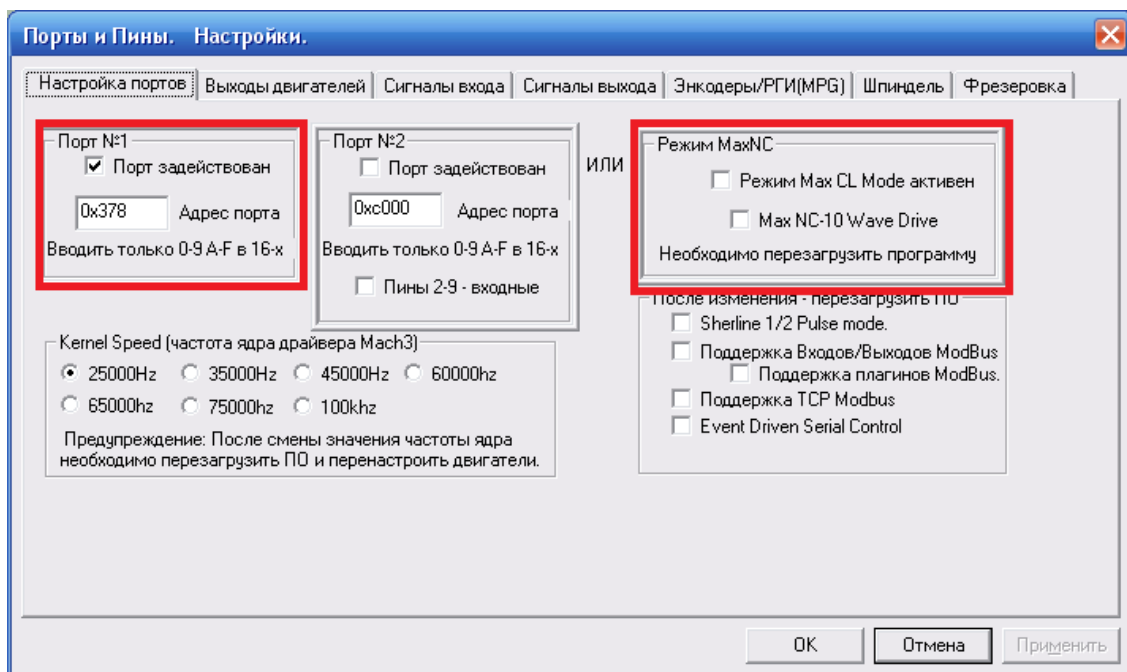 Порты и Пины. Настройки.
Настройка портов Выходы двигателей Сигналы входа Сигналы выхода Энкодеры/РГИ(MPG) Шпиндель Фрезеровка
Порт №1
Порт задействован
0x378 Адрес порта
Вводить только 0-9 A-F в 16-х
Порт №2
Порт задействован
0xc000 Адрес порта
Вводить только 0-9 A-F в 16-х
Пины 2-9 - входные
ИЛИ
Режим MaxNC
Режим Max CL Mode активен
Max NC-10 Wave Drive
Необходимо перезагрузить программу
Kernel Speed (частота ядра драйвера Mach3)
25000Hz 35000Hz 45000Hz 60000hz
65000hz 75000hz 100khz
Предупреждение: После смены значения частоты ядра
необходимо перезагрузить ПО и перенастроить двигатели.
После изменения - перезагрузить ПО
Sherline 1/2 Pulse mode.
Поддержка Входов/Выходов ModBus
Поддержка плагинов ModBus.
Поддержка TCP Modbus
Event Driven Serial Control
OK Отмена Применить